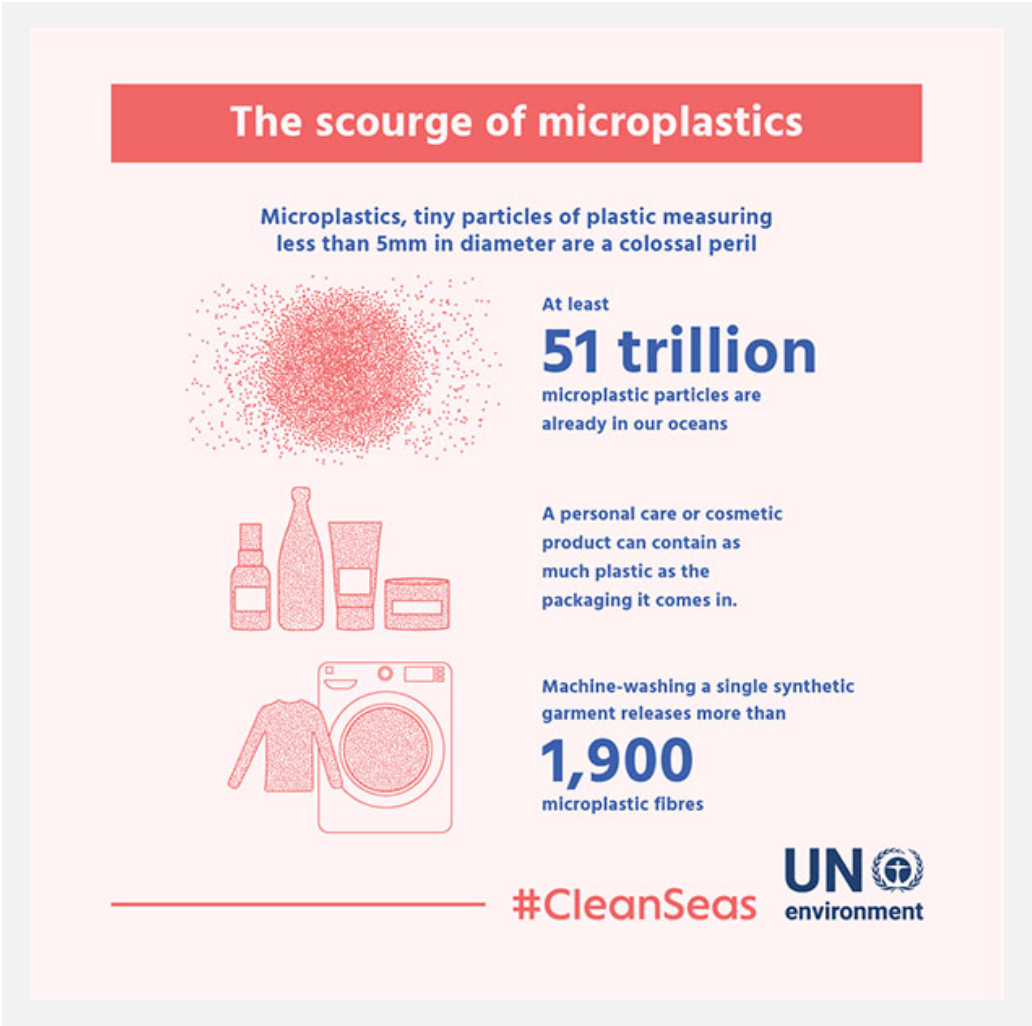 The scourge of microplastics
Microplastics, tiny particles of plastic measuring
less than 5mm in diameter are a colossal peril
At least
51 trillion
microplastic particles are
already in our oceans
A personal care or cosmetic
product can contain as
much plastic as the
packaging it comes in.
Machine-washing a single synthetic
garment releases more than
1,900
microplastic fibres
#CleanSeas
UN
environment